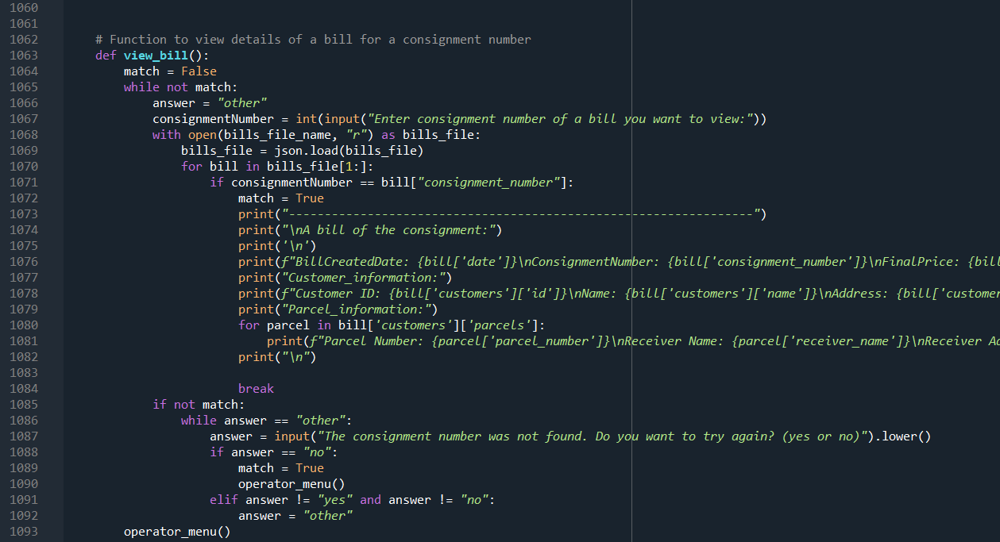 1060
1061
1062 # Function to view details of a bill for a consignment number
1063 def view_bill():
1064 match = False
1065 while not match:
1066 answer = "other"
1067 consignmentNumber = int(input("Enter consignment number of a bill you want to view:"))
1068 with open(bills_file_name, "r") as bills_file:
1069 bills_file = json.load(bills_file)
1070 for bill in bills_file[1:]:
1071 if consignmentNumber == bill["consignment_number"]:
1072 match = True
1073 print("-----------------------------------------------------------------")
1074 print("\nA bill of the consignment:")
1075 print('\n')
1076 print(f"BillCreatedDate: {bill['date']}\nConsignmentNumber: {bill['consignment_number']}\nFinalPrice: {bill
1077 print("Customer_information:")
1078 print(f"Customer ID: {bill['customers']['id']}\nName: {bill['customers']['name']}\nAddress: {bill['customer
1079 print("Parcel_information:")
1080 for parcel in bill['customers']['parcels']:
1081 print(f"Parcel Number: {parcel['parcel_number']}\nReceiver Name: {parcel['receiver_name']}\nReceiver Ad
1082 print("\n")
1083
1084 break
1085 if not match:
1086 while answer == "other":
1087 answer = input("The consignment number was not found. Do you want to try again? (yes or no)").lower()
1088 if answer == "no":
1089 match = True
1090 operator_menu()
1091 elif answer != "yes" and answer != "no":
1092 answer = "other"
1093 operator_menu()